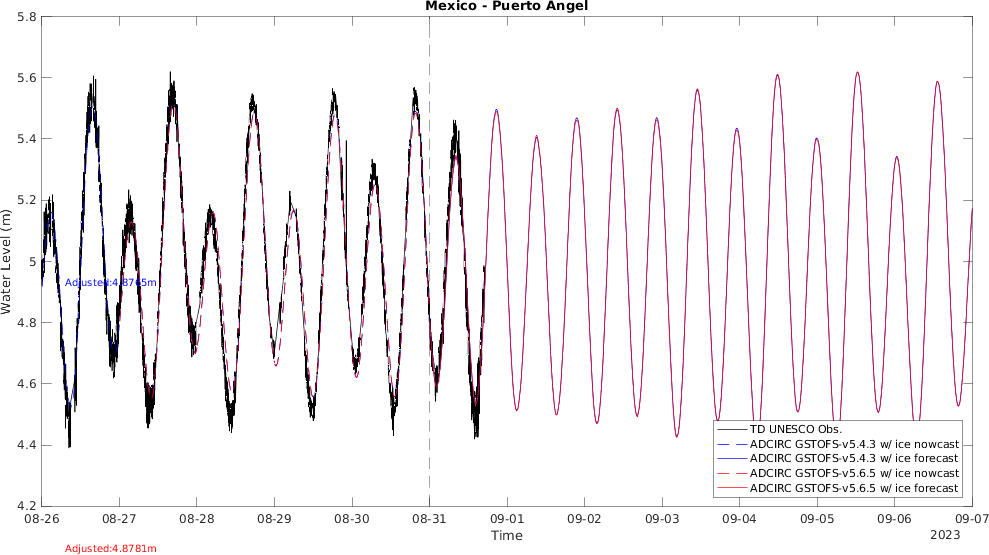 Mexico - Puerto Angel
5.8
5.6
5.4
5.2
5
4.8
4.6
4.4
4.2
Water Level (m)
Adjusted:4.8765m
TD UNESCO Obs.
ADCIRC GSTOFS-v5.4.3 w/ ice nowcast
ADCIRC GSTOFS-v5.4.3 w/ ice forecast
ADCIRC GSTOFS-v5.6.5 w/ ice nowcast
ADCIRC GSTOFS-v5.6.5 w/ ice forecast
08-26 08-27 08-28 08-29 08-30 08-31 09-01 09-02 09-03 09-04 09-05 09-06 09-07
Time
2023
Adjusted:4.8781m